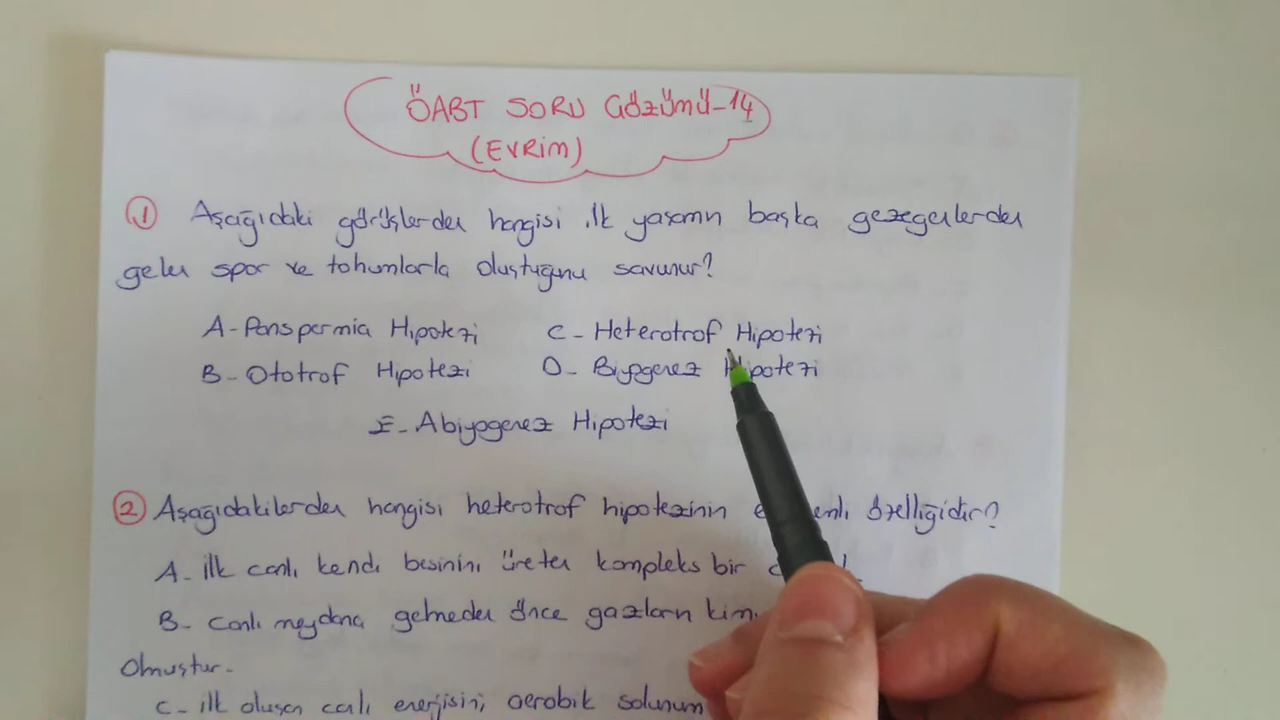 ÖABT SORU ÇÖZÜMÜ-14
(EVRİM)
1 Aşağıdaki görüşlerden hangisi ilk yaşamın başka gezegenlerden
gelen spor ve tohumlarla oluştuğunu savunur?
A-Panspermia Hipotezi C- Heterotrof Hipotezi
B- Ototrof Hipotezi D- Biyogenez Hipotezi
E- Abiyogenez Hipotezi
2 Aşağıdakilerden hangisi heterotrof hipotezinin özelliğidir?
A- ilk canlı kendi besinini üreten kompleks bir
B- canlı meydana gelmeden önce gazların
olmuştur-
C- ilk oluşan canlı enerjisini aerobik solunum